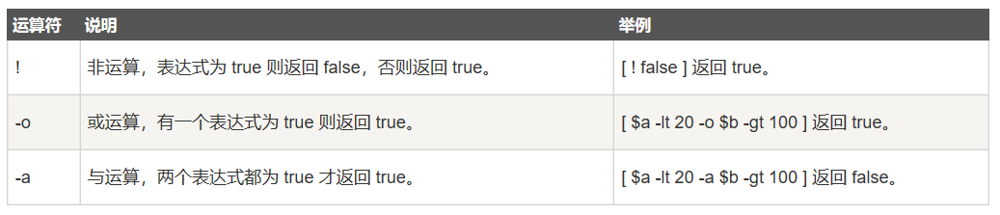 运算符 说明 举例
! 非运算，表达式为 true 则返回 false，否则返回 true。 [ ! false ] 返回 true。
-o 或运算，有一个表达式为 true 则返回 true。 [ $a -lt 20 -o $b -gt 100 ] 返回 true。
-a 与运算，两个表达式都为 true 才返回 true。 [ $a -lt 20 -a $b -gt 100 ] 返回 false。